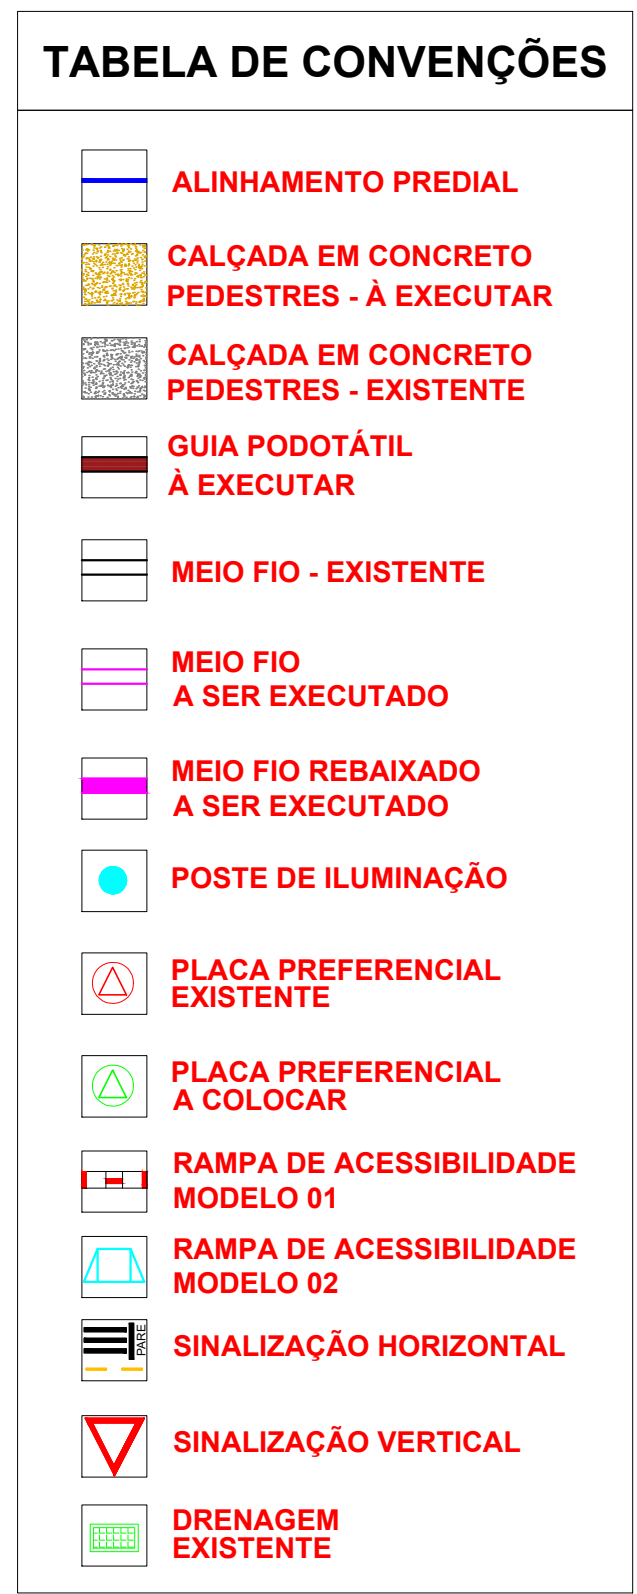 TABELA DE CONVENÇÕES
ALINHAMENTO PREDIAL
CALÇADA EM CONCRETO
PEDESTRES - À EXECUTAR
CALÇADA EM CONCRETO
PEDESTRES - EXISTENTE
GUIA PODOTÁTIL
À EXECUTAR
MEIO FIO - EXISTENTE
MEIO FIO
A SER EXECUTADO
MEIO FIO REBAIXADO
A SER EXECUTADO
POSTE DE ILUMINAÇÃO
PLACA PREFERENCIAL
EXISTENTE
PLACA PREFERENCIAL
A COLOCAR
RAMPA DE ACESSIBILIDADE
MODELO 01
RAMPA DE ACESSIBILIDADE
MODELO 02
PARE
SINALIZAÇÃO HORIZONTAL
SINALIZAÇÃO VERTICAL
DRENAGEM
EXISTENTE